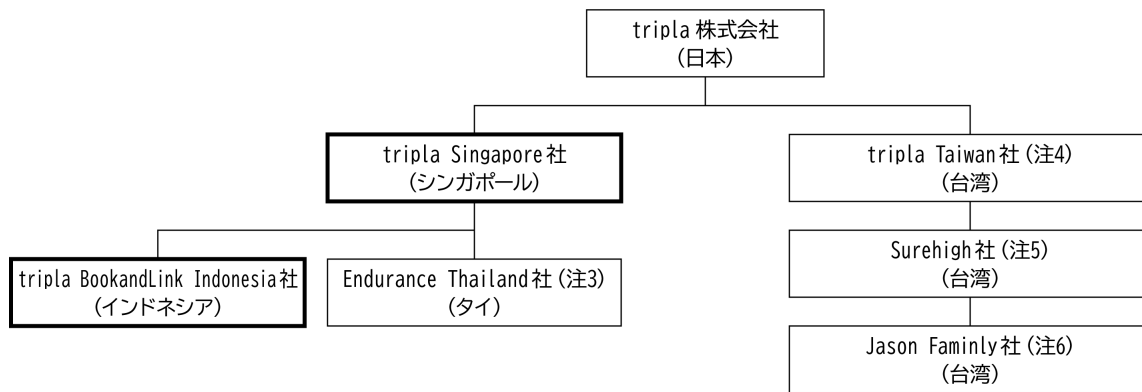 tripla 株式会社
(日本)
tripla Singapore社
(シンガポール)
tripla Taiwan社(注4)
(台湾)
tripla BookandLink Indonesia社
(インドネシア)
Endurance Thailand社(注3)
(タイ)
Surehigh社(注5)
(台湾)
Jason Faminly社(注6)
(台湾)